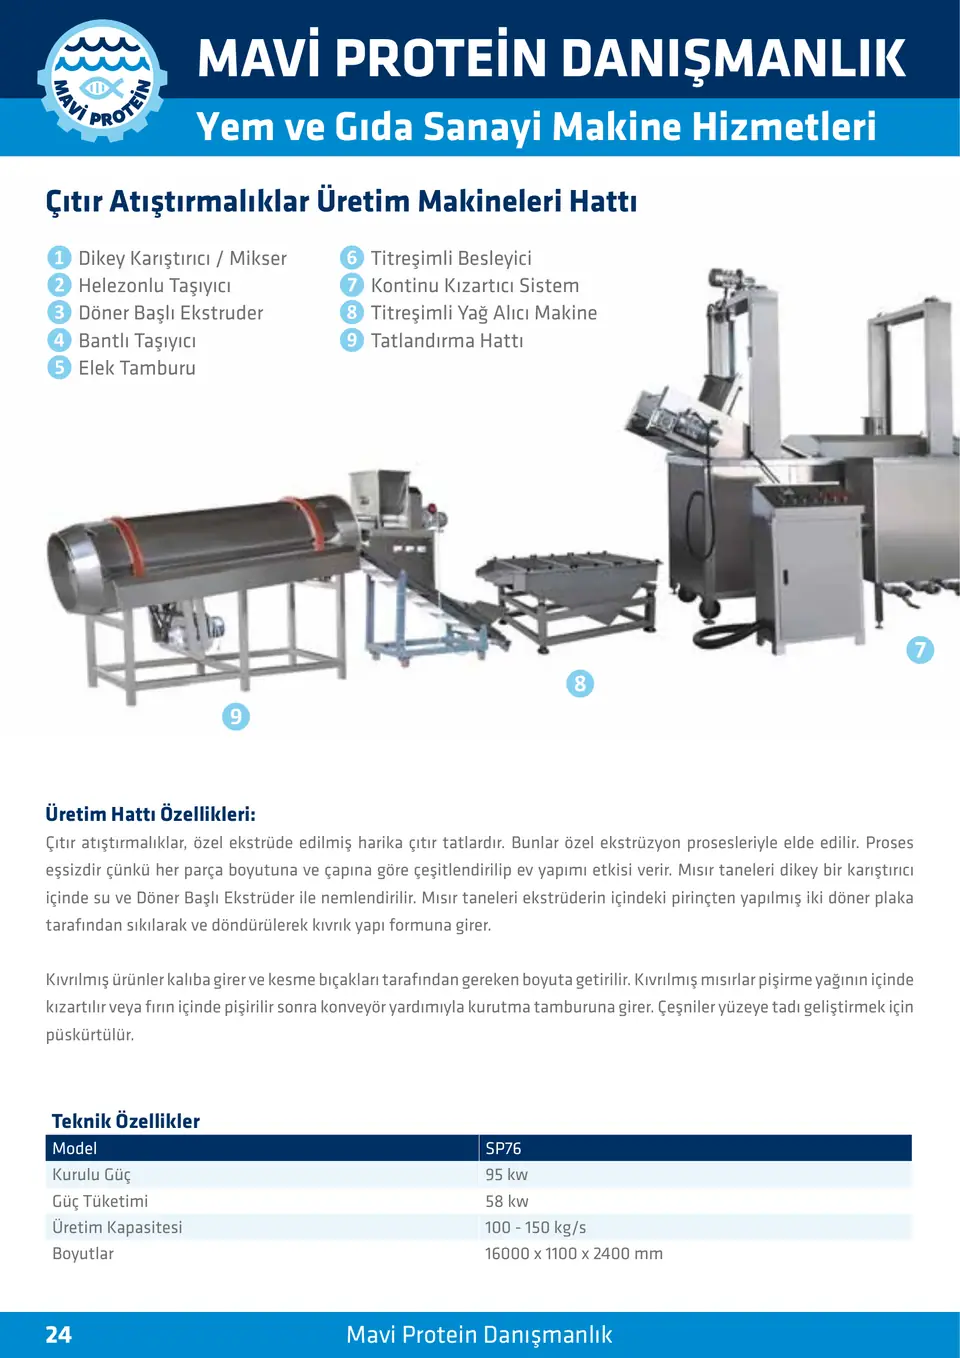 MAVİ PROTEİN
MAVİ PROTEİN DANIŞMANLIK
Yem ve Gıda Sanayi Makine Hizmetleri
Çıtır Atıştırmalıklar Üretim Makineleri Hattı
1 Dikey Karıştırıcı / Mikser
2 Helezonlu Taşıyıcı
3 Döner Başlı Ekstruder
4 Bantlı Taşıyıcı
5 Elek Tamburu
6 Titreşimli Besleyici
7 Kontinu Kızartıcı Sistem
8 Titreşimli Yağ Alıcı Makine
9 Tatlandırma Hattı
7
8
9
Üretim Hattı Özellikleri:
Çıtır atıştırmalıklar, özel ekstrüde edilmiş harika çıtır tatlardır. Bunlar özel ekstrüzyon prosesleriyle elde edilir. Proses
eşsizdir çünkü her parça boyutuna ve çapına göre çeşitlendirilip ev yapımı etkisi verir. Mısır taneleri dikey bir karıştırıcı
içinde su ve Döner Başlı Ekstrüder ile nemlendirilir. Mısır taneleri ekstrüderin içindeki pirinçten yapılmış iki döner plaka
tarafından sıkılarak ve döndürülerek kıvrık yapı formuna girer.
Kıvrılmış ürünler kalıba girer ve kesme bıçakları tarafından gereken boyuta getirilir. Kıvrılmış mısırlar pişirme yağının içinde
kızartılır veya fırın içinde pişirilir sonra konveyör yardımıyla kurutma tamburuna girer. Çeşniler yüzeye tadı geliştirmek için
püskürtülür.
Teknik Özellikler
Model SP76
Kurulu Güç 95 kw
Güç Tüketimi 58 kw
Üretim Kapasitesi 100 - 150 kg/s
Boyutlar 16000 x 1100 x 2400 mm
24 Mavi Protein Danışmanlık